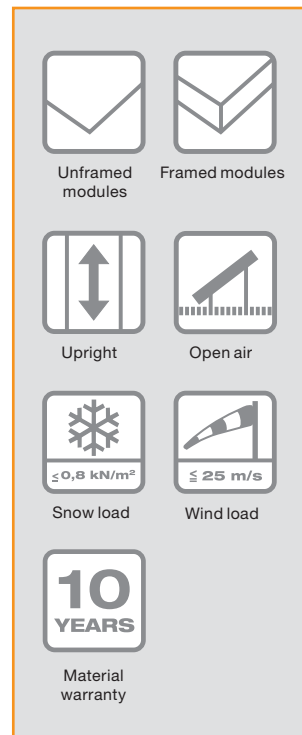 Unframed
modules
Framed modules
Upright
Open air
≦0,8 kN/m²
Snow load
≦ 25 m/s
Wind load
10
YEARS
Material
warranty